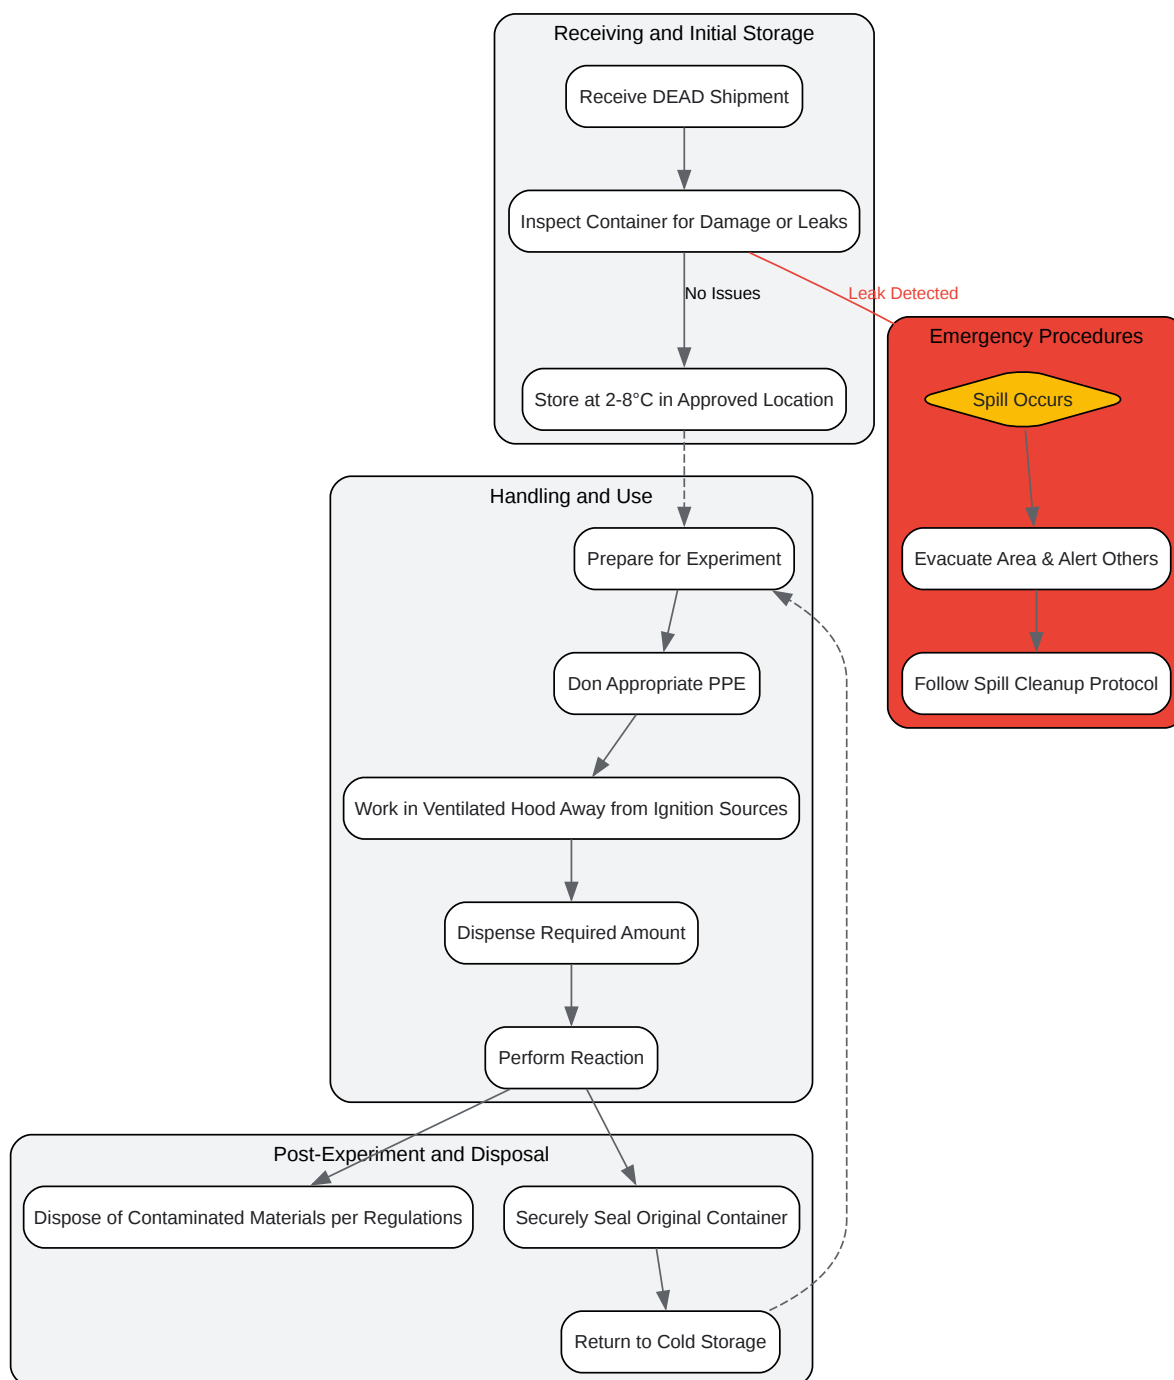 Receiving and Initial Storage
Receive DEAD Shipment
Inspect Container for Damage or Leaks
No Issues
Leak Detected
Store at 2-8°C in Approved Location
Emergency Procedures
Spill Occurs
Evacuate Area & Alert Others
Follow Spill Cleanup Protocol
Handling and Use
Prepare for Experiment
Don Appropriate PPE
Work in Ventilated Hood Away from Ignition Sources
Dispense Required Amount
Perform Reaction
Post-Experiment and Disposal
Dispose of Contaminated Materials per Regulations
Securely Seal Original Container
Return to Cold Storage